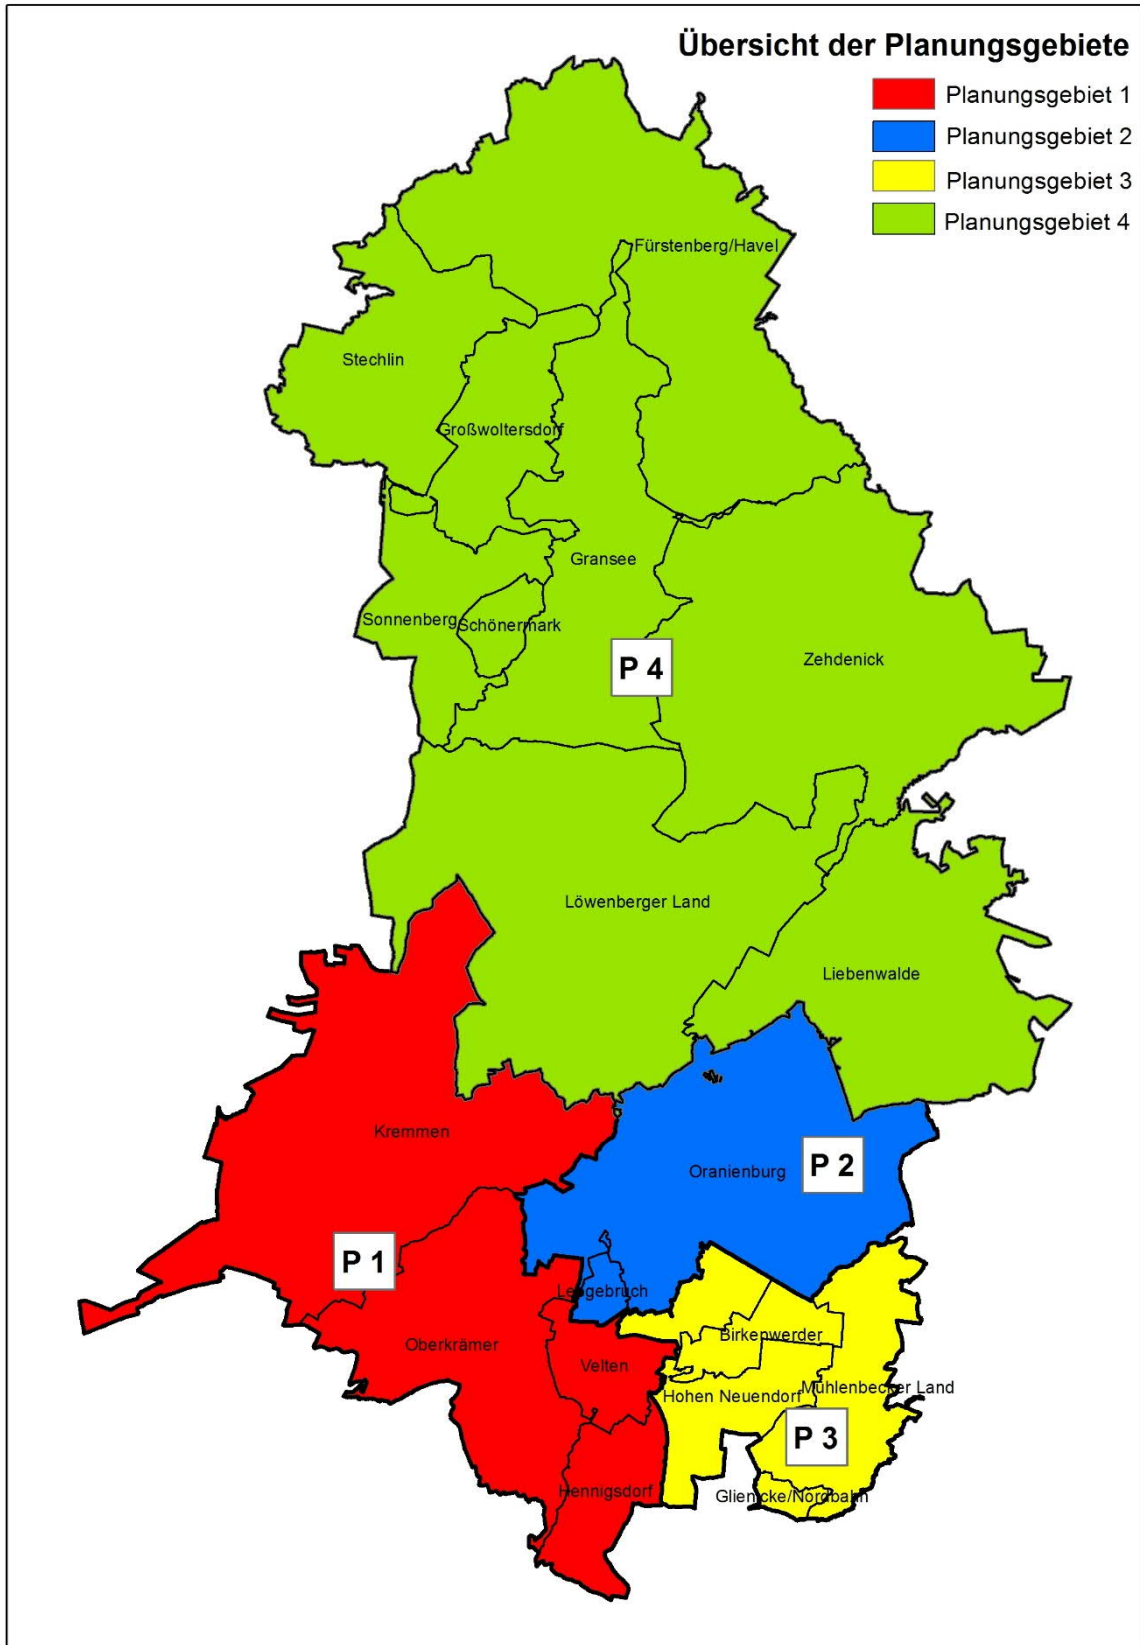 Übersicht der Planungsgebiete
Planungsgebiet 1
Planungsgebiet 2
Planungsgebiet 3
Planungsgebiet 4
Fürstenberg/Havel
Stechlin
Großwoltersdorf
Gransee
Sonnenberg
Schönermark
Zehdenick
P 4
Löwenberger Land
Liebenwalde
Kremmen
Oranienburg
P 2
P 1
Leegebruch
Birkenwerder
Oberkrämer
Velten
Hohen Neuendorf
Mühlenbecker Land
P 3
Hennigsdorf
Glienicke/Nordbahn